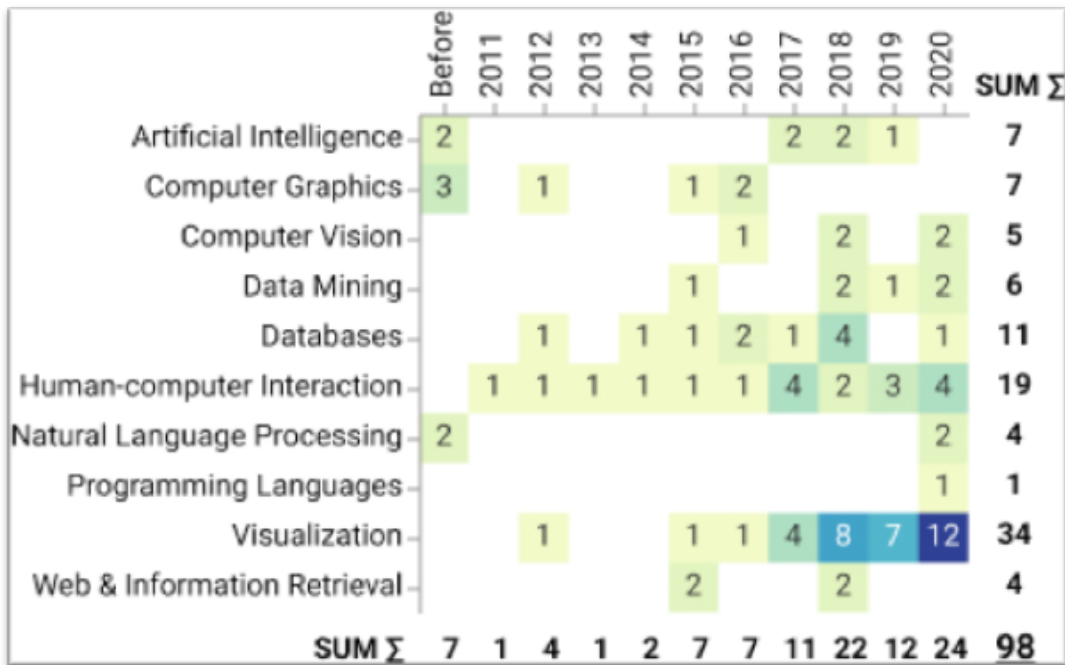 Before 2011 2012 2013 2014 2015 2016 2017 2018 2019 2020 SUM Σ
Artificial Intelligence 2 2 2 1 7
Computer Graphics 3 1 1 2 7
Computer Vision 1 2 2 5
Data Mining 1 2 1 2 6
Databases 1 1 1 2 1 4 1 11
Human-computer Interaction 1 1 1 1 1 1 4 2 3 4 19
Natural Language Processing 2 2 4
Programming Languages 1 1
Visualization 1 1 1 4 8 7 12 34
Web & Information Retrieval 2 2 4
SUM Σ 7 1 4 1 2 7 7 11 22 12 24 98